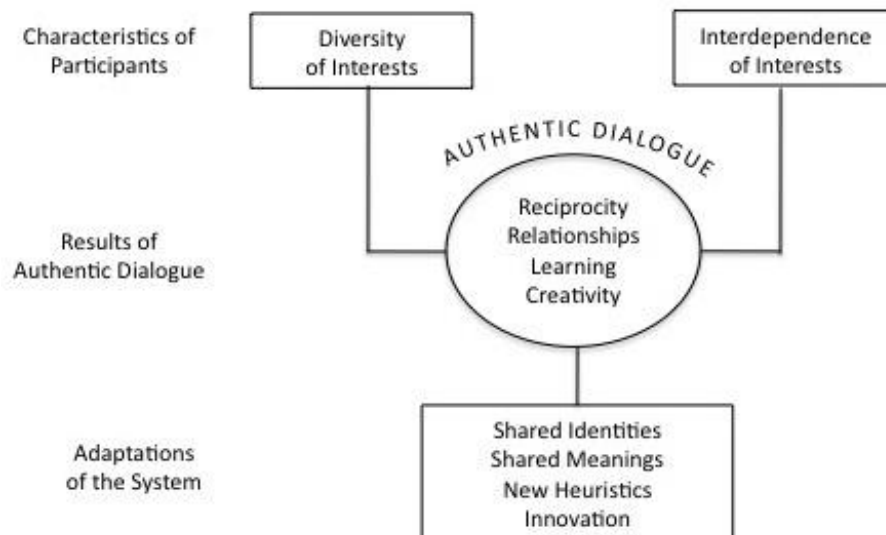 Characteristics of
Participants
Diversity
of Interests
Interdependence
of Interests
AUTHENTIC DIALOGUE
Results of
Authentic Dialogue
Reciprocity
Relationships
Learning
Creativity
Adaptations
of the System
Shared Identities
Shared Meanings
New Heuristics
Innovation